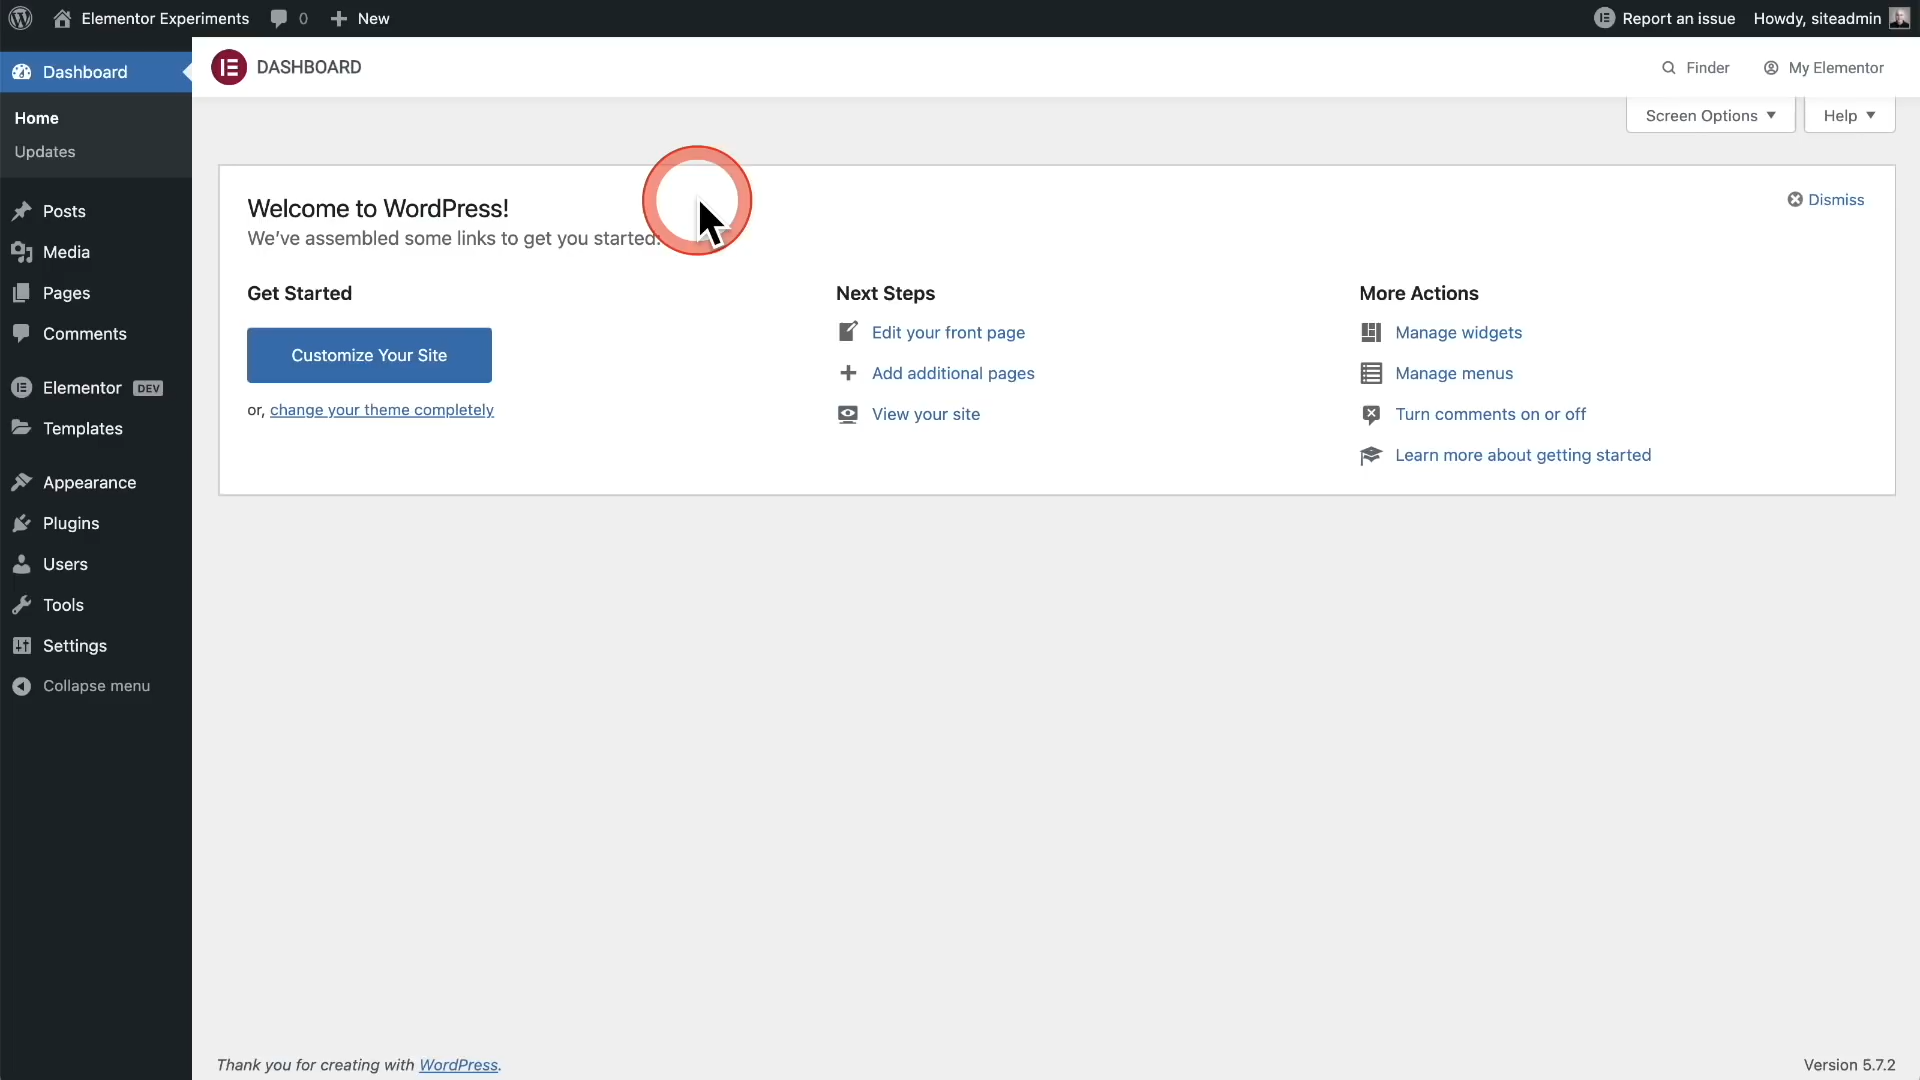 Elementor Experiments 0 New
Report an issue Howdy, siteadmin
Dashboard
Home
Updates
Posts
Media
Pages
Comments
Elementor DEV
Templates
Appearance
Plugins
Users
Tools
Settings
Collapse menu
DASHBOARD
Finder My Elementor
Screen Options ▼ Help ▼
Welcome to WordPress!
We've assembled some links to get you started:
Dismiss
Get Started
Customize Your Site
or, change your theme completely
Next Steps
Edit your front page
Add additional pages
View your site
More Actions
Manage widgets
Manage menus
Turn comments on or off
Learn more about getting started
Thank you for creating with WordPress.
Version 5.7.2